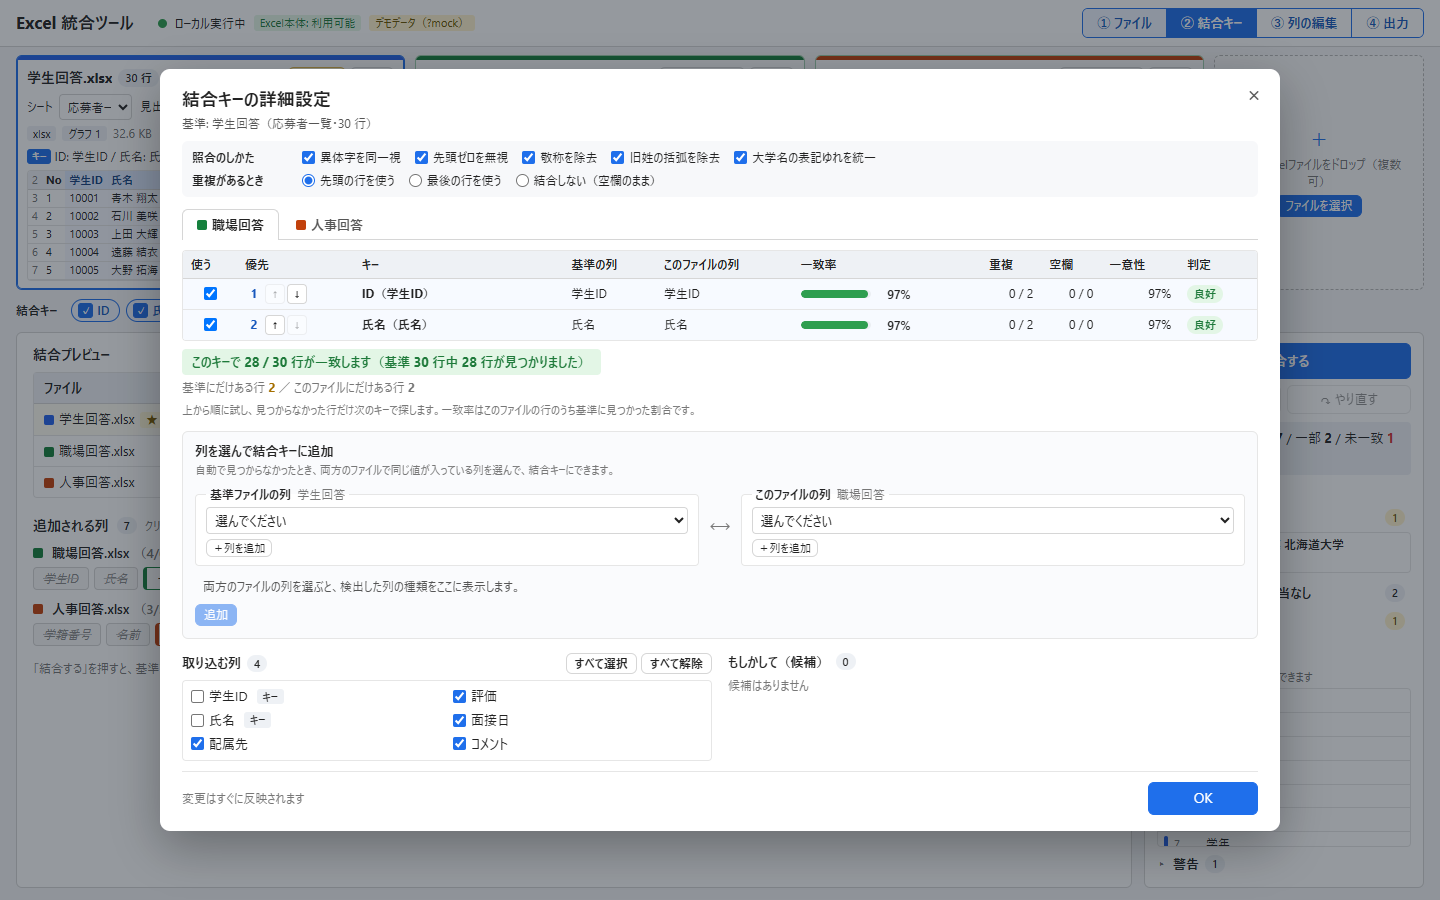 Excel 統合ツール ローカル実行中 Excel本体: 利用可能 デモデータ（?mock） ① ファイル ② 結合キー ③ 列の編集 ④ 出力
学生回答.xlsx 30 行
シート 応募者一
xlsx グラフ 1 32.6 KB
キー ID: 学生ID / 氏名:
2 No 学生ID 氏名
3 1 10001 青木 翔太
4 2 10002 石川 美咲
5 3 10003 上田 大輝
6 4 10004 遠藤 結衣
7 5 10005 大野 拓海
＋
ファイルをドロップ（複数
可）
ファイルを選択
結合キー ID
結合プレビュー
ファイル
学生回答.xlsx ★
職場回答.xlsx
人事回答.xlsx
追加される列 7
職場回答.xlsx
学生ID 氏名
人事回答.xlsx
学籍番号 名前
「結合する」を押すと、基準
結合キーの詳細設定 ×
基準: 学生回答（応募者一覧・30 行）
照合のしかた 異体字を同一視 先頭ゼロを無視 敬称を除去 旧姓の括弧を除去 大学名の表記ゆれを統一
重複があるとき 先頭の行を使う 最後の行を使う 結合しない（空欄のまま）
職場回答 人事回答
使う 優先 キー 基準の列 このファイルの列 一致率 重複 空欄 一意性 判定
1 ↑ ↓ ID（学生ID） 学生ID 学生ID 97% 0 / 2 0 / 0 97% 良好
2 ↑ ↓ 氏名（氏名） 氏名 氏名 97% 0 / 2 0 / 0 97% 良好
このキーで 28 / 30 行が一致します（基準 30 行中 28 行が見つかりました）
基準にだけある行 2 ／ このファイルにだけある行 2
上から順に試し、見つからなかった行だけ次のキーで探します。一致率はこのファイルの行のうち基準に見つかった割合です。
列を選んで結合キーに追加
自動で見つからなかったとき、両方のファイルで同じ値が入っている列を選んで、結合キーにできます。
基準ファイルの列 学生回答
選んでください
＋列を追加
↔
このファイルの列 職場回答
選んでください
＋列を追加
両方のファイルの列を選ぶと、検出した列の種類をここに表示します。
追加
取り込む列 4 すべて選択 すべて解除
学生ID キー 評価
氏名 キー 面接日
配属先 コメント
もしかして（候補） 0
候補はありません
変更はすぐに反映されます OK
合する
やり直す
/ 一部 2 / 未一致 1
1
北海道大学
当なし 2
1
できます
7 学年
警告 1